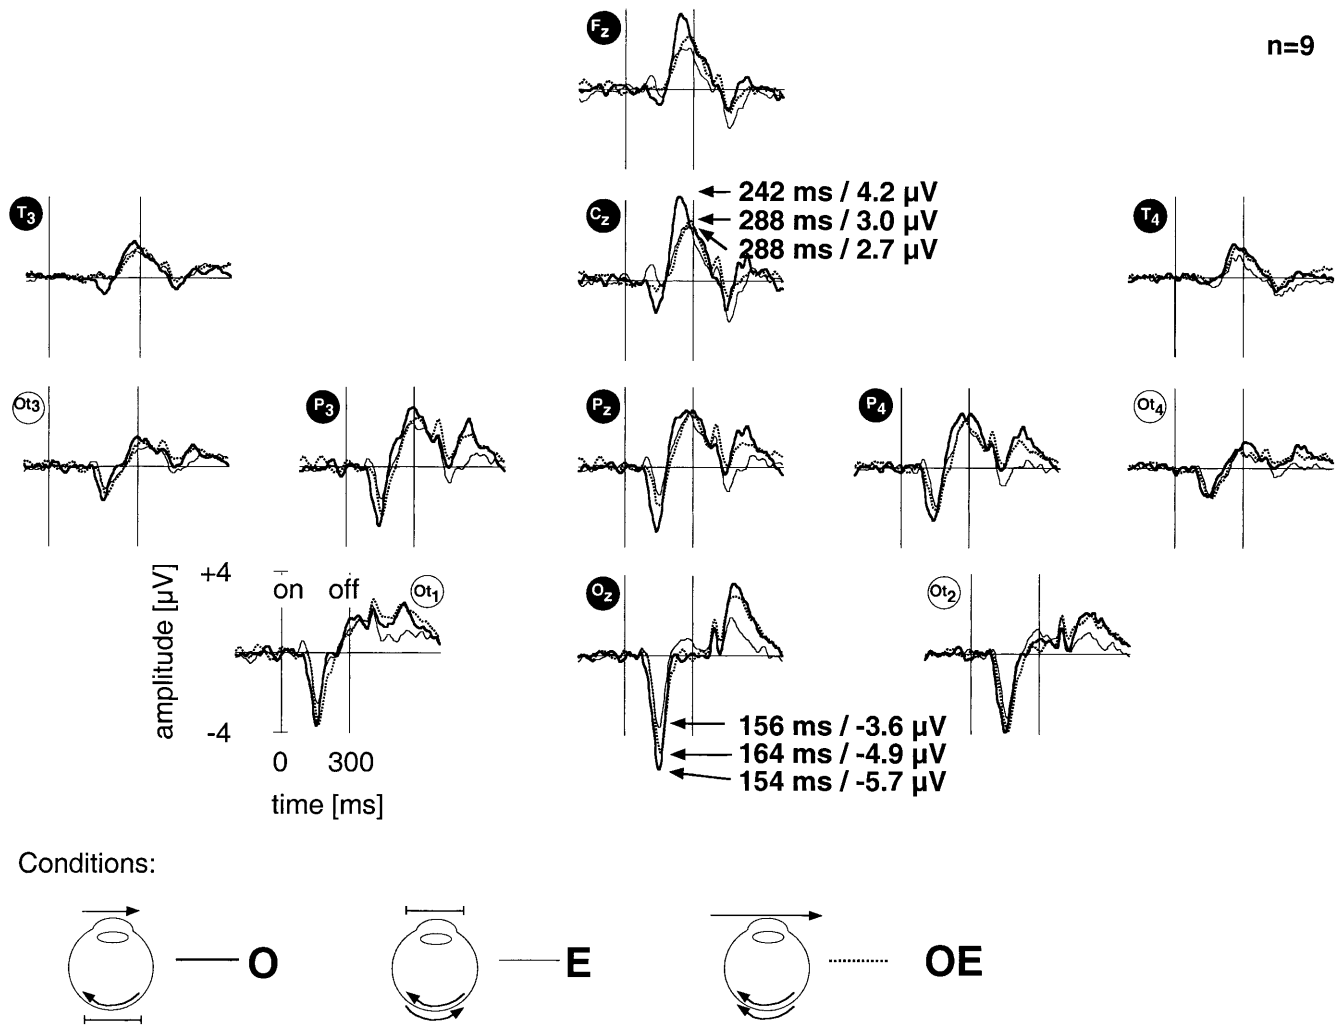 Fz
n=9
T3
Cz
242 ms / 4.2 µV
288 ms / 3.0 µV
288 ms / 2.7 µV
T4
Ot3
P3
Pz
P4
Ot4
amplitude [µV]
+4
-4
on off
Ot1
Oz
Ot2
156 ms / -3.6 µV
164 ms / -4.9 µV
154 ms / -5.7 µV
0 300
time [ms]
Conditions:
O
E
OE